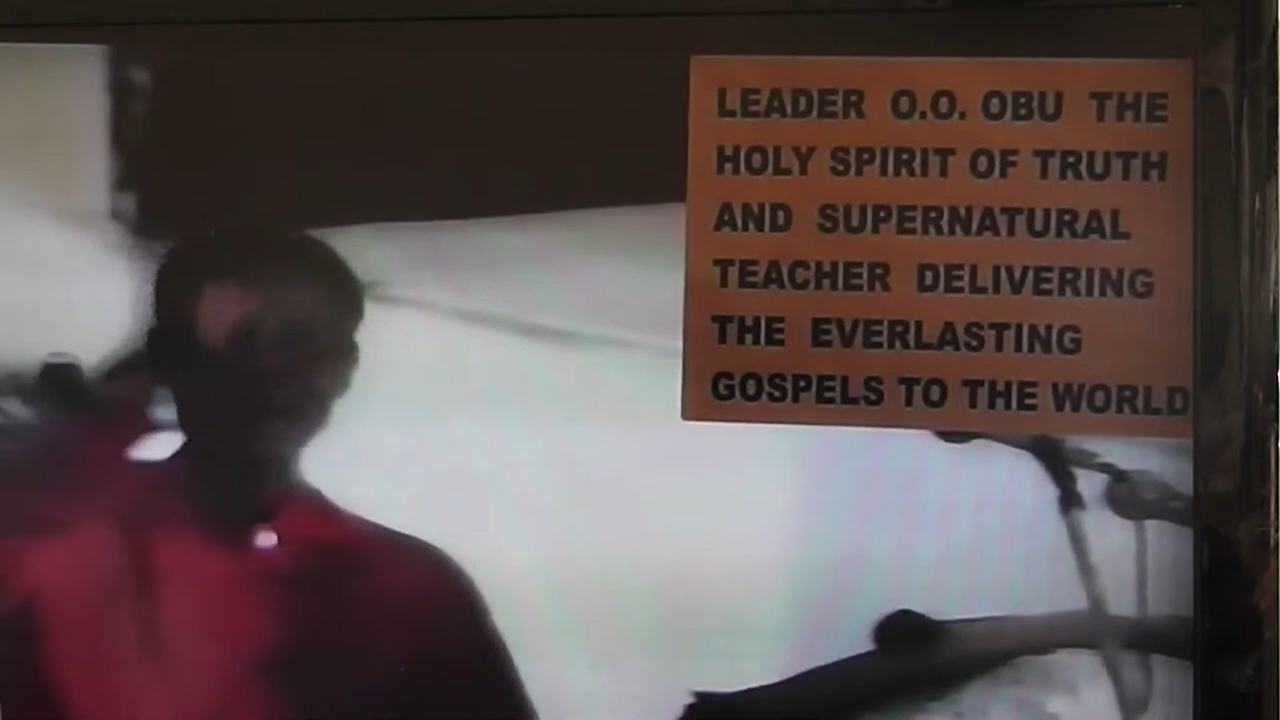 LEADER O.O. OBU THE
HOLY SPIRIT OF TRUTH
AND SUPERNATURAL
TEACHER DELIVERING
THE EVERLASTING
GOSPELS TO THE WORLD